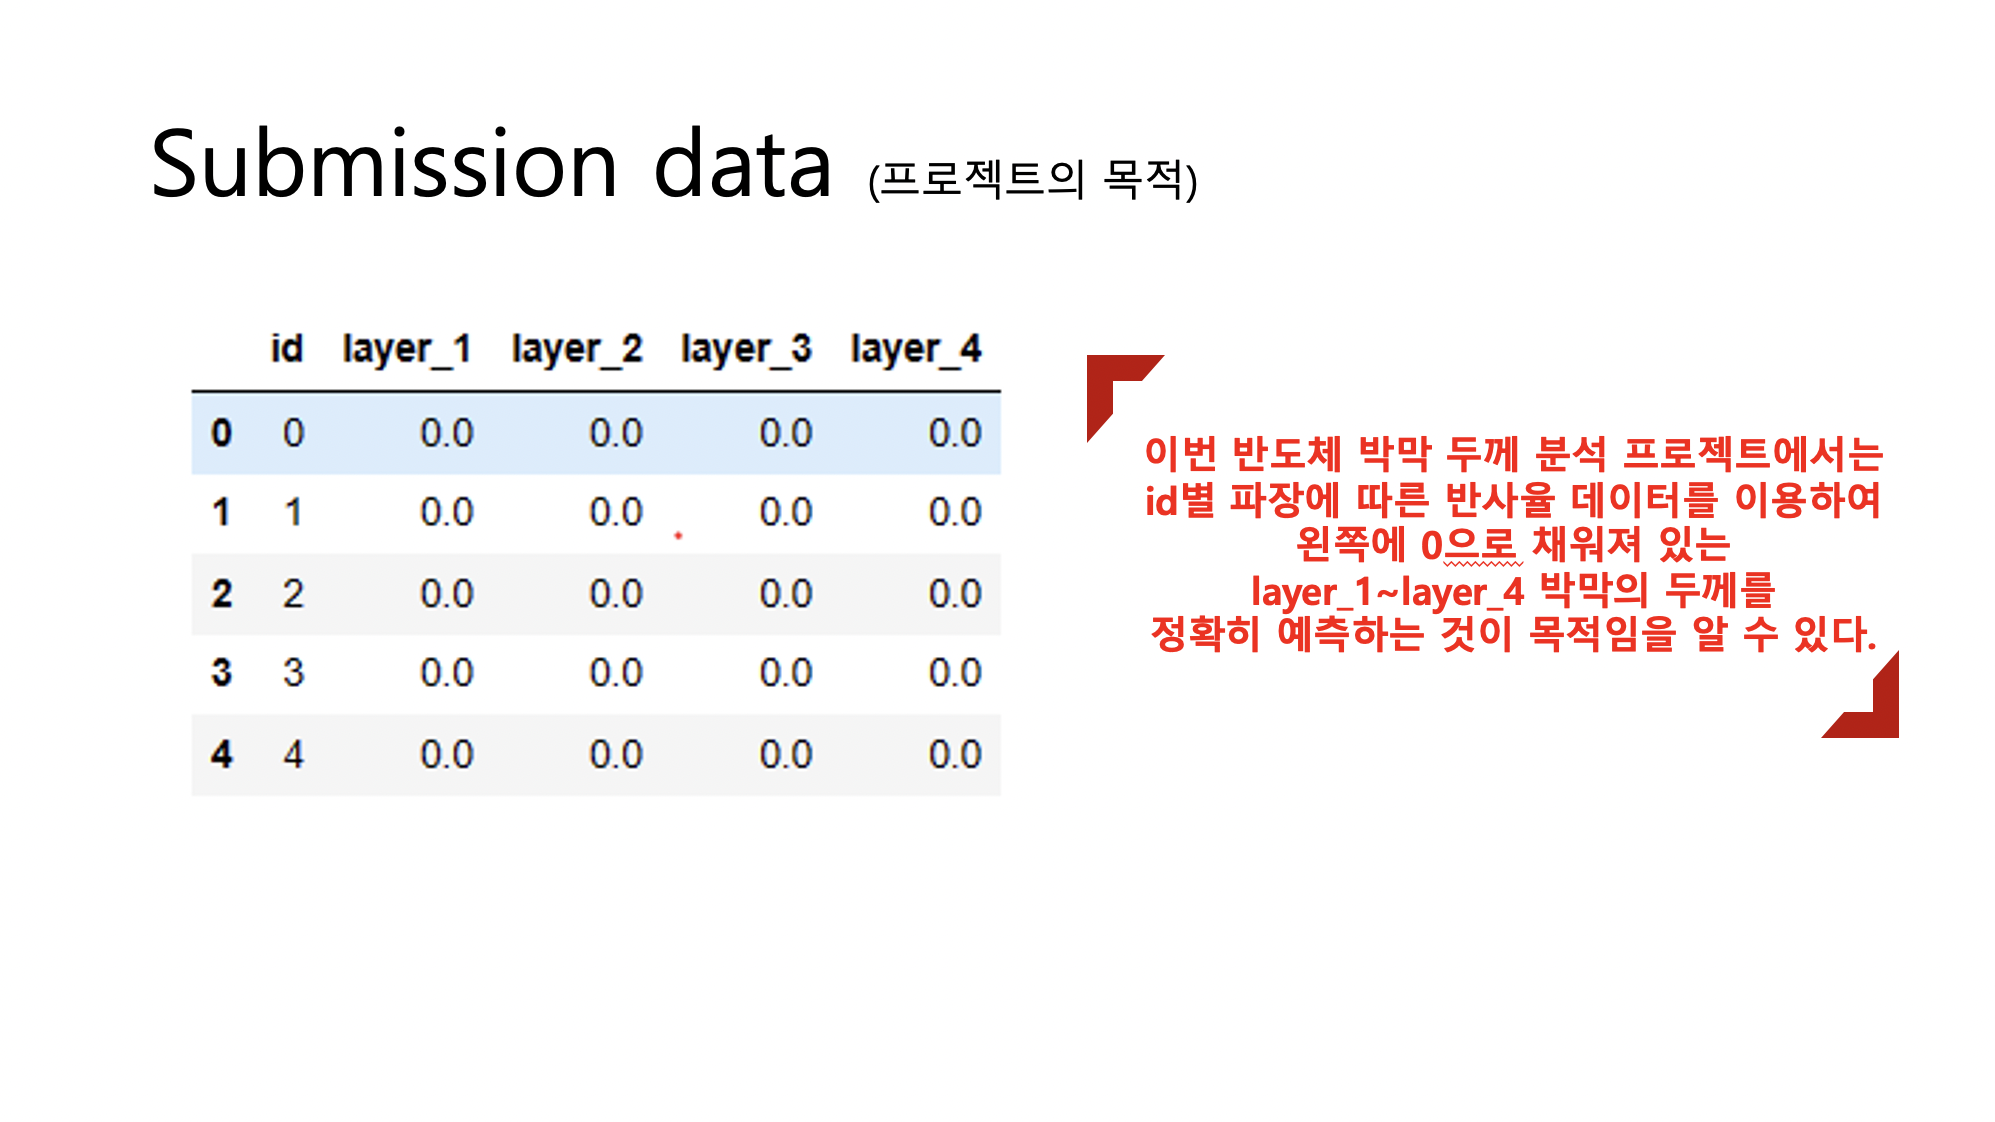 Submission data (프로젝트의 목적)
id layer_1 layer_2 layer_3 layer_4
0 0 0.0 0.0 0.0 0.0
1 1 0.0 0.0 0.0 0.0
2 2 0.0 0.0 0.0 0.0
3 3 0.0 0.0 0.0 0.0
4 4 0.0 0.0 0.0 0.0
이번 반도체 박막 두께 분석 프로젝트에서는
id별 파장에 따른 반사율 데이터를 이용하여
왼쪽에 0으로 채워져 있는
layer_1~layer_4 박막의 두께를
정확히 예측하는 것이 목적임을 알 수 있다.